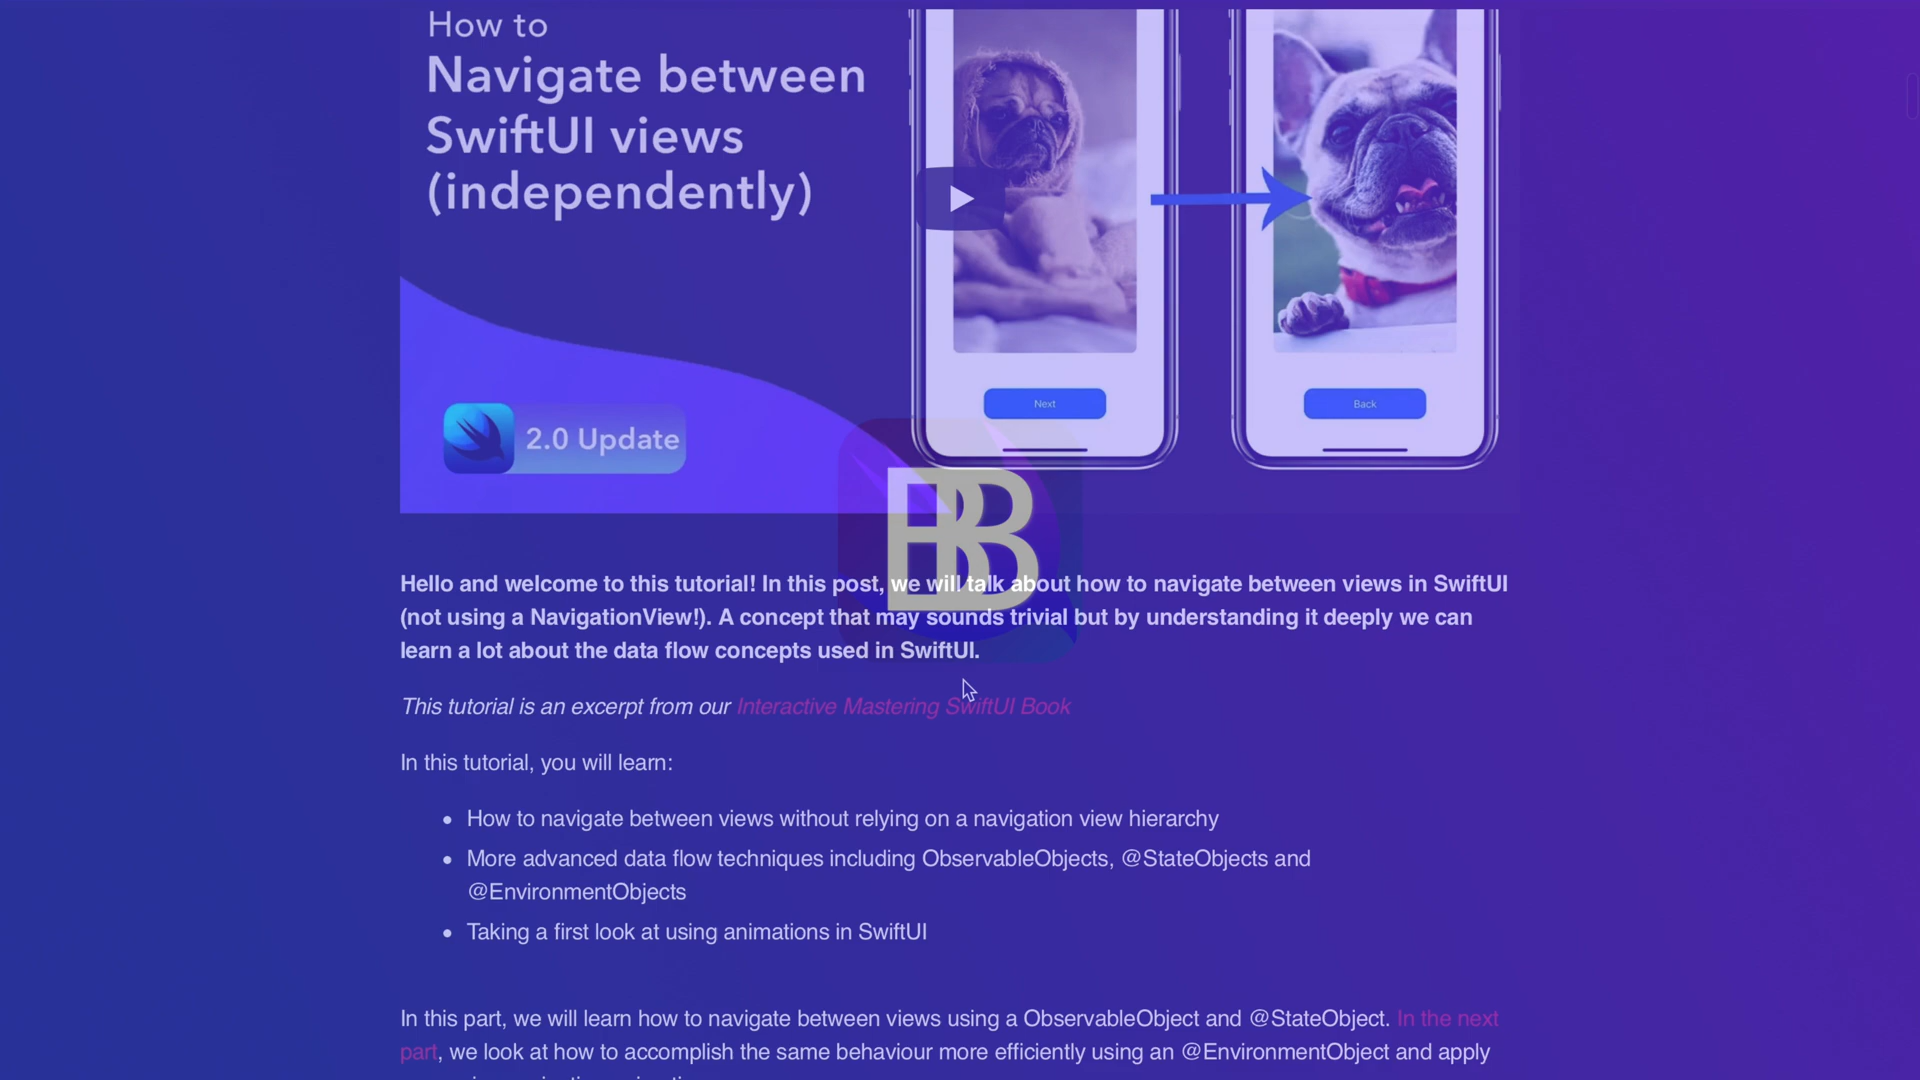 How to
Navigate between
SwiftUI views
(independently)
Next
Back
2.0 Update
BB
Hello and welcome to this tutorial! In this post, we will talk about how to navigate between views in SwiftUI
(not using a NavigationView!). A concept that may sounds trivial but by understanding it deeply we can
learn a lot about the data flow concepts used in SwiftUI.
This tutorial is an excerpt from our Interactive Mastering SwiftUI Book
In this tutorial, you will learn:
• How to navigate between views without relying on a navigation view hierarchy
• More advanced data flow techniques including ObservableObjects, @StateObjects and
@EnvironmentObjects
• Taking a first look at using animations in SwiftUI
In this part, we will learn how to navigate between views using a ObservableObject and @StateObject. In the next
part, we look at how to accomplish the same behaviour more efficiently using an @EnvironmentObject and apply